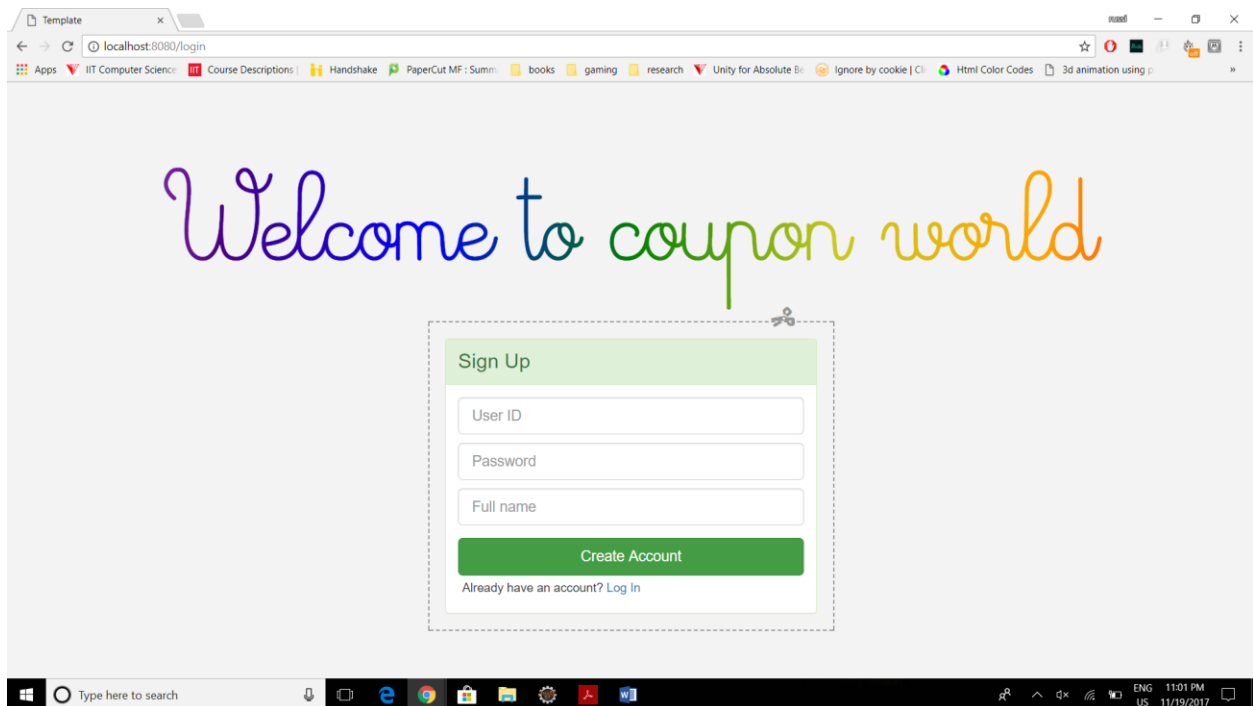 Template
localhost:8080/login
Apps
IIT Computer Science
IIT
Course Descriptions |
Handshake
PaperCut MF : Summ
books
gaming
research
Unity for Absolute Be
Ignore by cookie | Cli
Html Color Codes
3d animation using p
»
Welcome to coupon world
Sign Up
User ID
Password
Full name
Create Account
Already have an account? Log In
Type here to search
ENG 11:01 PM
US 11/19/2017